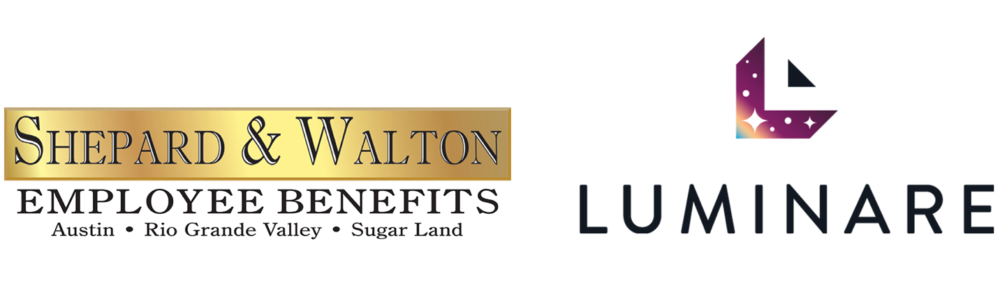 SHEPARD & WALTON
EMPLOYEE BENEFITS
Austin • Rio Grande Valley • Sugar Land
LUMINARE